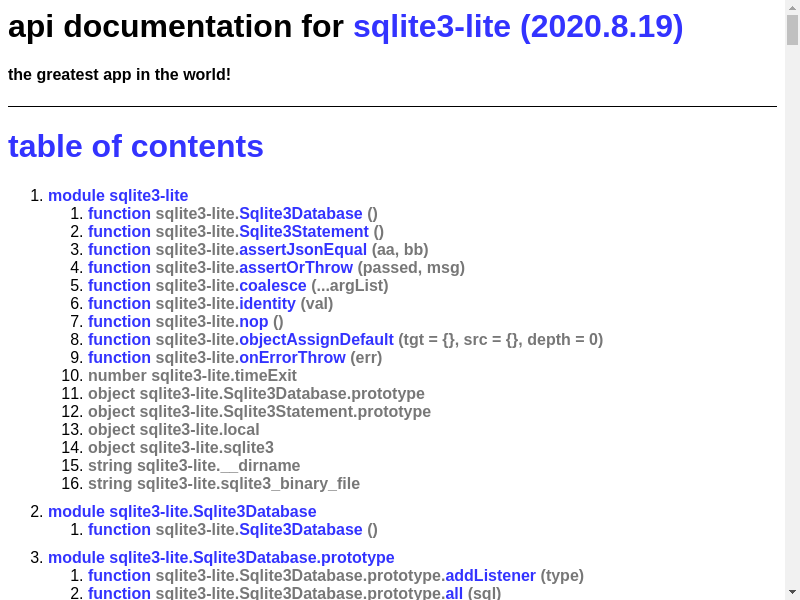 api documentation for sqlite3-lite (2020.8.19)
the greatest app in the world!
table of contents
1. module sqlite3-lite
1. function sqlite3-lite.Sqlite3Database ()
2. function sqlite3-lite.Sqlite3Statement ()
3. function sqlite3-lite.assertJsonEqual (aa, bb)
4. function sqlite3-lite.assertOrThrow (passed, msg)
5. function sqlite3-lite.coalesce (...argList)
6. function sqlite3-lite.identity (val)
7. function sqlite3-lite.nop ()
8. function sqlite3-lite.objectAssignDefault (tgt = {}, src = {}, depth = 0)
9. function sqlite3-lite.onErrorThrow (err)
10. number sqlite3-lite.timeExit
11. object sqlite3-lite.Sqlite3Database.prototype
12. object sqlite3-lite.Sqlite3Statement.prototype
13. object sqlite3-lite.local
14. object sqlite3-lite.sqlite3
15. string sqlite3-lite.__dirname
16. string sqlite3-lite.sqlite3_binary_file
2. module sqlite3-lite.Sqlite3Database
1. function sqlite3-lite.Sqlite3Database ()
3. module sqlite3-lite.Sqlite3Database.prototype
1. function sqlite3-lite.Sqlite3Database.prototype.addListener (type)
2. function sqlite3-lite.Sqlite3Database.prototype.all (sql)